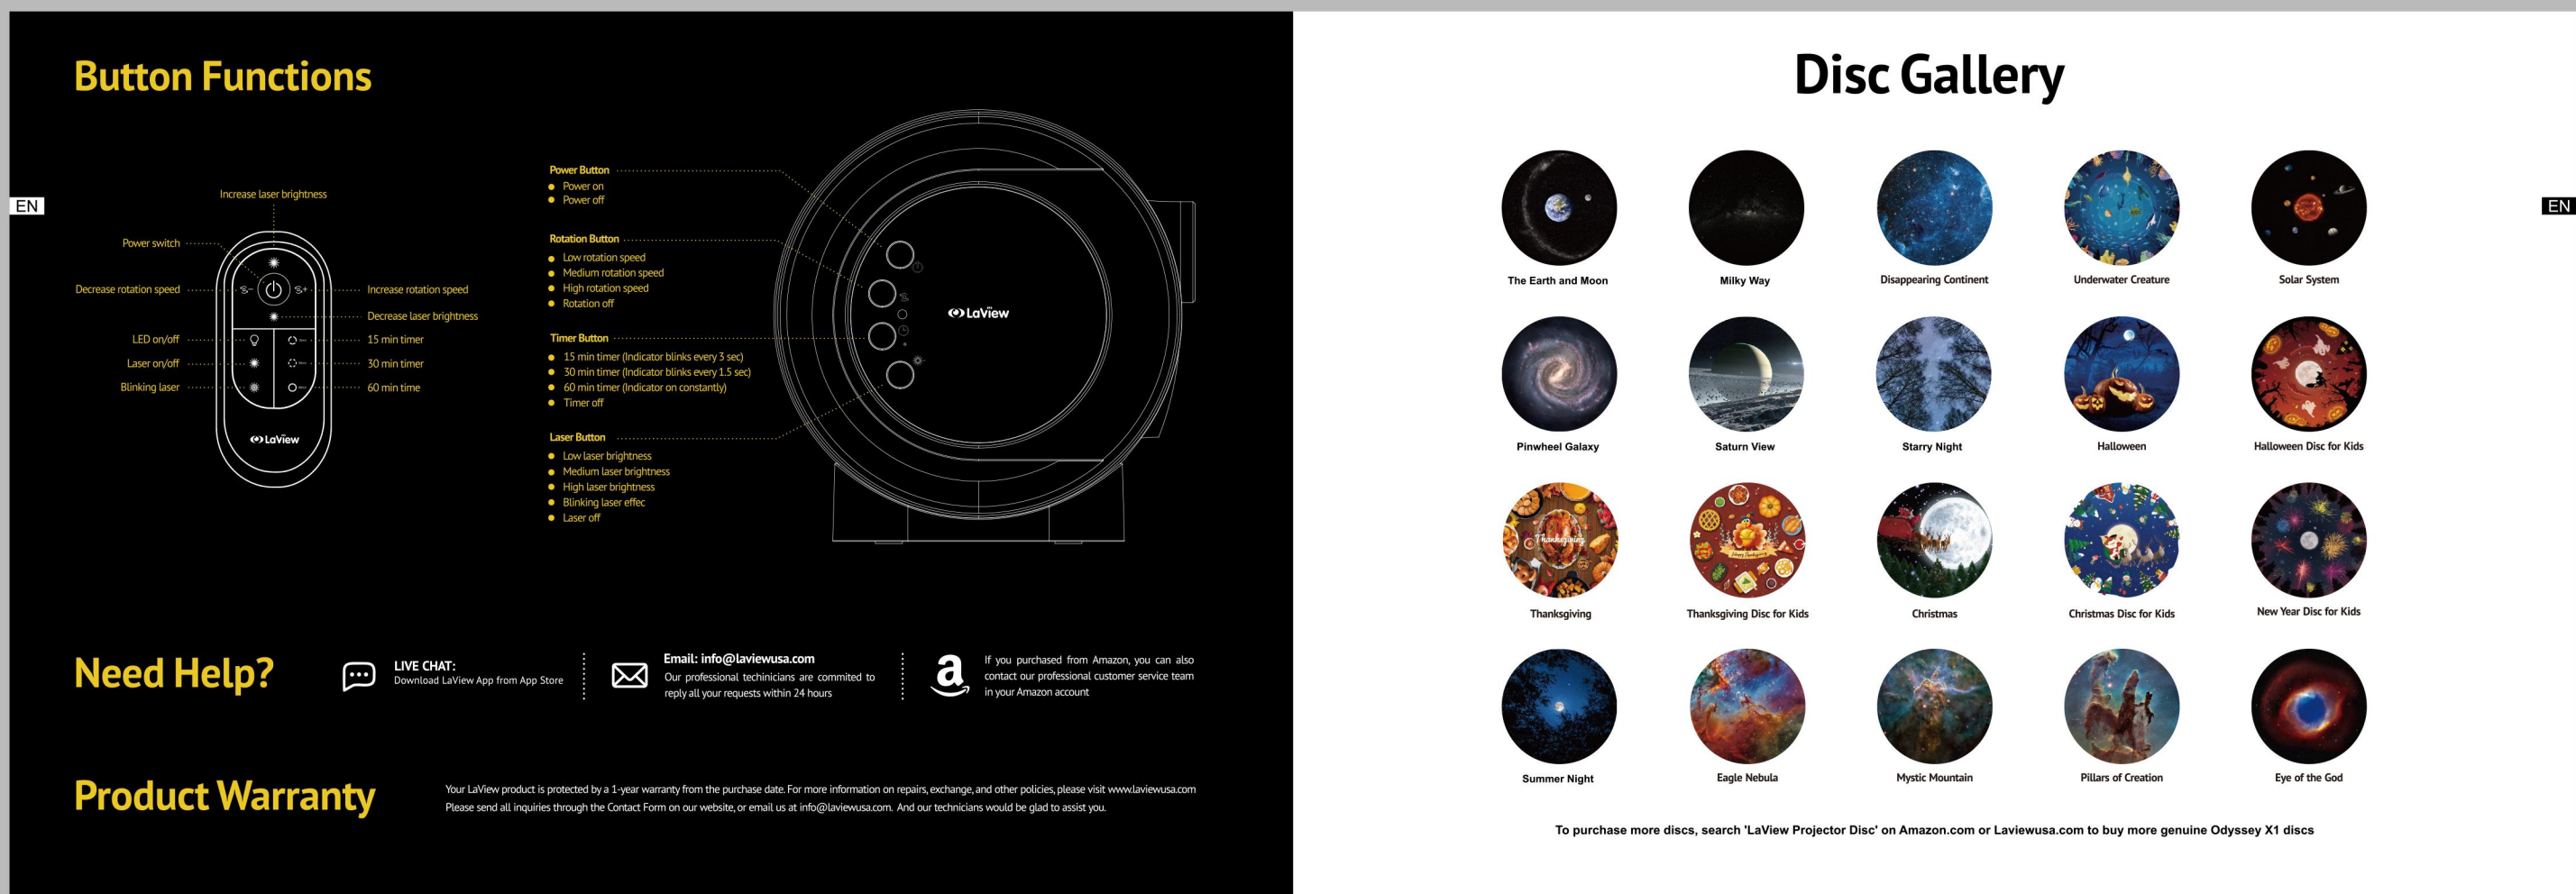 Button Functions
EN
Increase laser brightness
Power switch
Decrease rotation speed
Increase rotation speed
Decrease laser brightness
LED on/off
15 min timer
Laser on/off
30 min timer
Blinking laser
60 min time
LaView
Power Button
Power on
Power off
Rotation Button
Low rotation speed
Medium rotation speed
High rotation speed
Rotation off
Timer Button
15 min timer (Indicator blinks every 3 sec)
30 min timer (Indicator blinks every 1.5 sec)
60 min timer (Indicator on constantly)
Timer off
Laser Button
Low laser brightness
Medium laser brightness
High laser brightness
Blinking laser effec
Laser off
LaView
Need Help?
LIVE CHAT:
Download LaView App from App Store
Email: info@laviewusa.com
Our professional techinicians are commited to
reply all your requests within 24 hours
If you purchased from Amazon, you can also
contact our professional customer service team
in your Amazon account
Product Warranty
Your LaView product is protected by a 1-year warranty from the purchase date. For more information on repairs, exchange, and other policies, please visit www.laviewusa.com
Please send all inquiries through the Contact Form on our website, or email us at info@laviewusa.com. And our technicians would be glad to assist you.
Disc Gallery
EN
The Earth and Moon
Milky Way
Disappearing Continent
Underwater Creature
Solar System
Pinwheel Galaxy
Saturn View
Starry Night
Halloween
Halloween Disc for Kids
Thanksgiving
Happy Thanksgiving
Thanksgiving
Thanksgiving Disc for Kids
Christmas
Christmas Disc for Kids
New Year Disc for Kids
Summer Night
Eagle Nebula
Mystic Mountain
Pillars of Creation
Eye of the God
To purchase more discs, search 'LaView Projector Disc' on Amazon.com or Laviewusa.com to buy more genuine Odyssey X1 discs